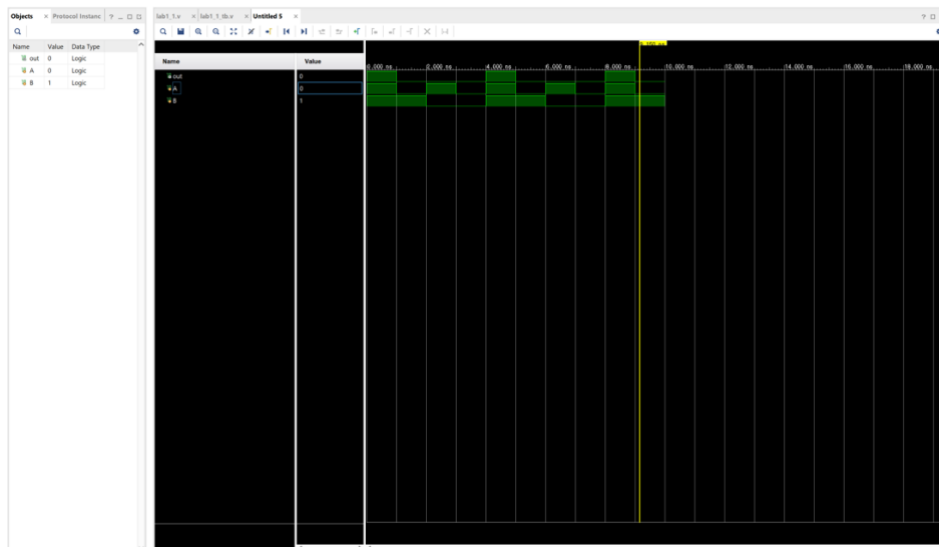 Objects × Protocol Instanc ? _ □ □
lab1_1.v × lab1_1_tb.v × Untitled 5 × ? □
Name Value Data Type
out 0 Logic
A 0 Logic
B 1 Logic
Name Value
out 0
A 0
B 1
0.000 ns 2.000 ns 4.000 ns 6.000 ns 8.000 ns 10.000 ns 12.000 ns 14.000 ns 16.000 ns 18.000 ns